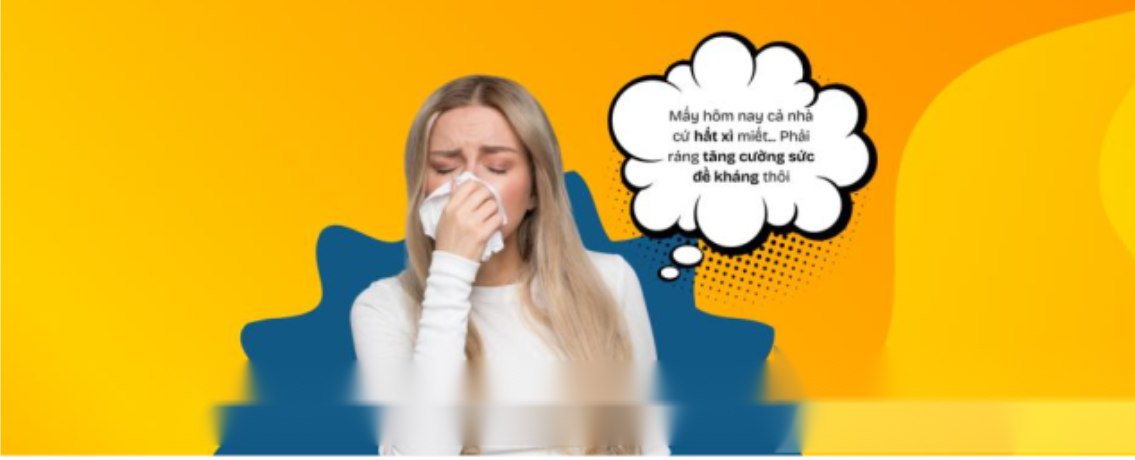 Mấy hôm nay cả nhà
cứ hắt xì miết... Phải
ráng tăng cường sức
đề kháng thôi